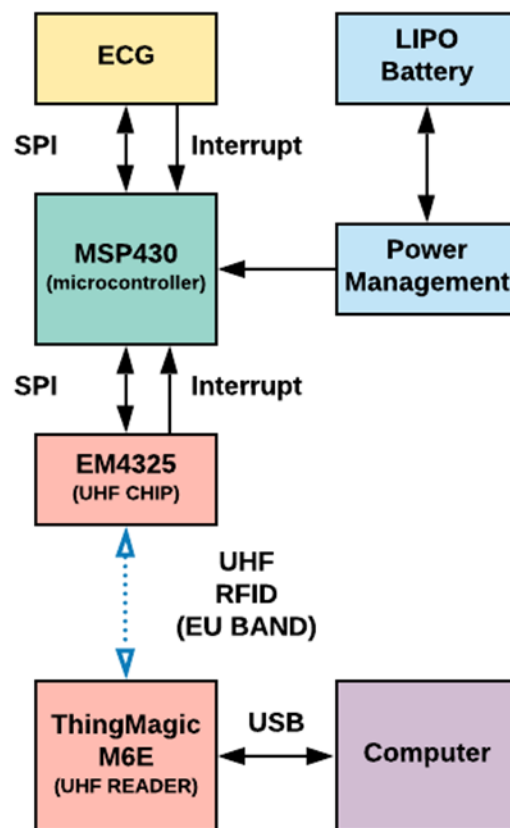 ECG
LIPO
Battery
SPI
Interrupt
MSP430
(microcontroller)
Power
Management
SPI
Interrupt
EM4325
(UHF CHIP)
UHF
RFID
(EU BAND)
ThingMagic
M6E
(UHF READER)
USB
Computer